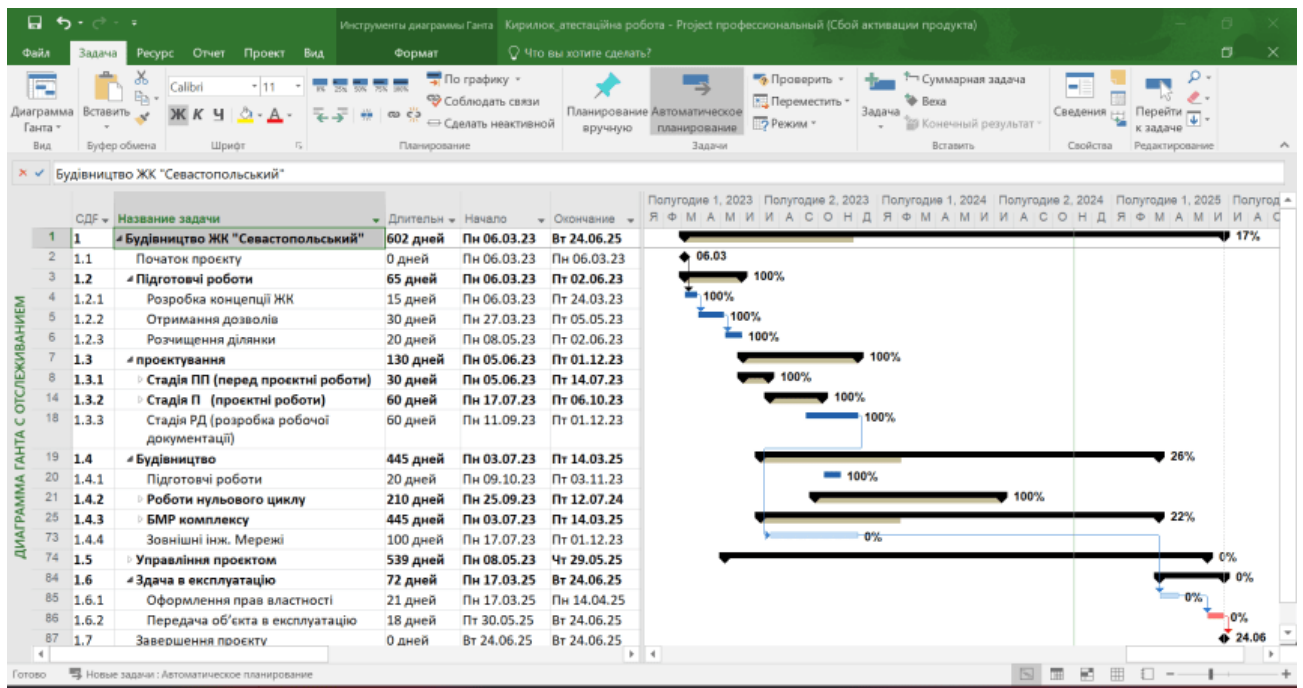 Инструменты диаграммы Ганта Кирилюк_атестаційна робота - Project профессиональный (Сбой активации продукта)
Файл Задача Ресурс Отчет Проект Вид Формат Что вы хотите сделать?
Диаграмма Ганта
Вид
Вставить
Буфер обмена
Calibri 11
Ж К Ч А
Шрифт
0% 25% 50% 75% 100%
По графику
Соблюдать связи
Сделать неактивной
Планирование
Планирование вручную
Автоматическое планирование
Проверить
Переместить
Режим
Задачи
Задача
Суммарная задача
Веха
Конечный результат
Вставить
Сведения
Свойства
Перейти к задаче
Редактирование
Будівництво ЖК "Севастопольський"
Полугодие 1, 2023 Полугодие 2, 2023 Полугодие 1, 2024 Полугодие 2, 2024 Полугодие 1, 2025 Полугод
СДР Название задачи Длительн Начало Окончание Я Ф М А М И И А С О Н Д Я Ф М А М И И А С О Н Д Я Ф М А М И И А С
1 1 Будівництво ЖК "Севастопольський" 602 дней Пн 06.03.23 Вт 24.06.25 17%
2 1.1 Початок проєкту 0 дней Пн 06.03.23 Пн 06.03.23 06.03
3 1.2 Підготовчі роботи 65 дней Пн 06.03.23 Пт 02.06.23 100%
4 1.2.1 Розробка концепції ЖК 15 дней Пн 06.03.23 Пт 24.03.23 100%
5 1.2.2 Отримання дозволів 30 дней Пн 27.03.23 Пт 05.05.23 100%
6 1.2.3 Розчищення ділянки 20 дней Пн 08.05.23 Пт 02.06.23 100%
7 1.3 проєктування 130 дней Пн 05.06.23 Пт 01.12.23 100%
8 1.3.1 Стадія ПП (перед проєктні роботи) 30 дней Пн 05.06.23 Пт 14.07.23 100%
14 1.3.2 Стадія П (проєктні роботи) 60 дней Пн 17.07.23 Пт 06.10.23 100%
18 1.3.3 Стадія РД (розробка робочої 60 дней Пн 11.09.23 Пт 01.12.23 100%
документації)
19 1.4 Будівництво 445 дней Пн 03.07.23 Пт 14.03.25 26%
20 1.4.1 Підготовчі роботи 20 дней Пн 09.10.23 Пт 03.11.23 100%
21 1.4.2 Роботи нульового циклу 210 дней Пн 25.09.23 Пт 12.07.24 100%
25 1.4.3 БМР комплексу 445 дней Пн 03.07.23 Пт 14.03.25 22%
73 1.4.4 Зовнішні інж. Мережі 100 дней Пн 17.07.23 Пт 01.12.23 0%
74 1.5 Управління проєктом 539 дней Пн 08.05.23 Чт 29.05.25 0%
84 1.6 Здача в експлуатацію 72 дней Пн 17.03.25 Вт 24.06.25 0%
85 1.6.1 Оформлення прав властності 21 дней Пн 17.03.25 Пн 14.04.25 0%
86 1.6.2 Передача об'єкта в експлуатацію 18 дней Пт 30.05.25 Вт 24.06.25 0%
87 1.7 Завершення проєкту 0 дней Вт 24.06.25 Вт 24.06.25 24.06
ДИАГРАММА ГАНТА С ОТСЛЕЖИВАНИЕМ
Готово Новые задачи : Автоматическое планирование